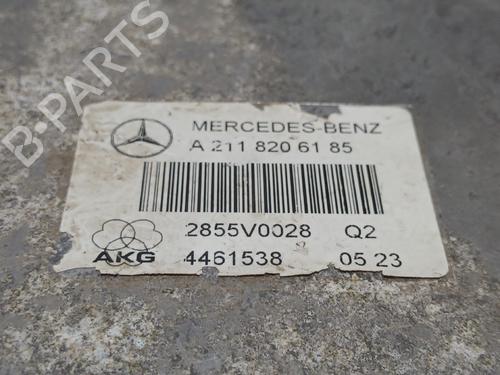 B-PARTS
MERCEDES-BENZ
A 211 820 61 85
2855V0028 Q2
AKG 4461538 05 23